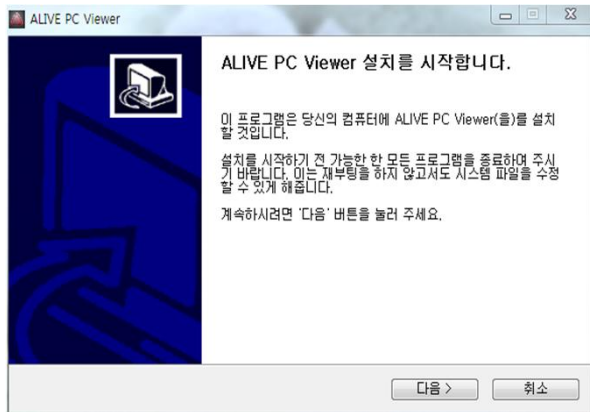 ALIVE PC Viewer
ALIVE PC Viewer 설치를 시작합니다.
이 프로그램은 당신의 컴퓨터에 ALIVE PC Viewer(을)를 설치
할 것입니다.
설치를 시작하기 전 가능한 한 모든 프로그램을 종료하여 주시
기 바랍니다. 이는 재부팅을 하지 않고서도 시스템 파일을 수정
할 수 있게 해줍니다.
계속하시려면 '다음' 버튼을 눌러 주세요.
다음 >
취소